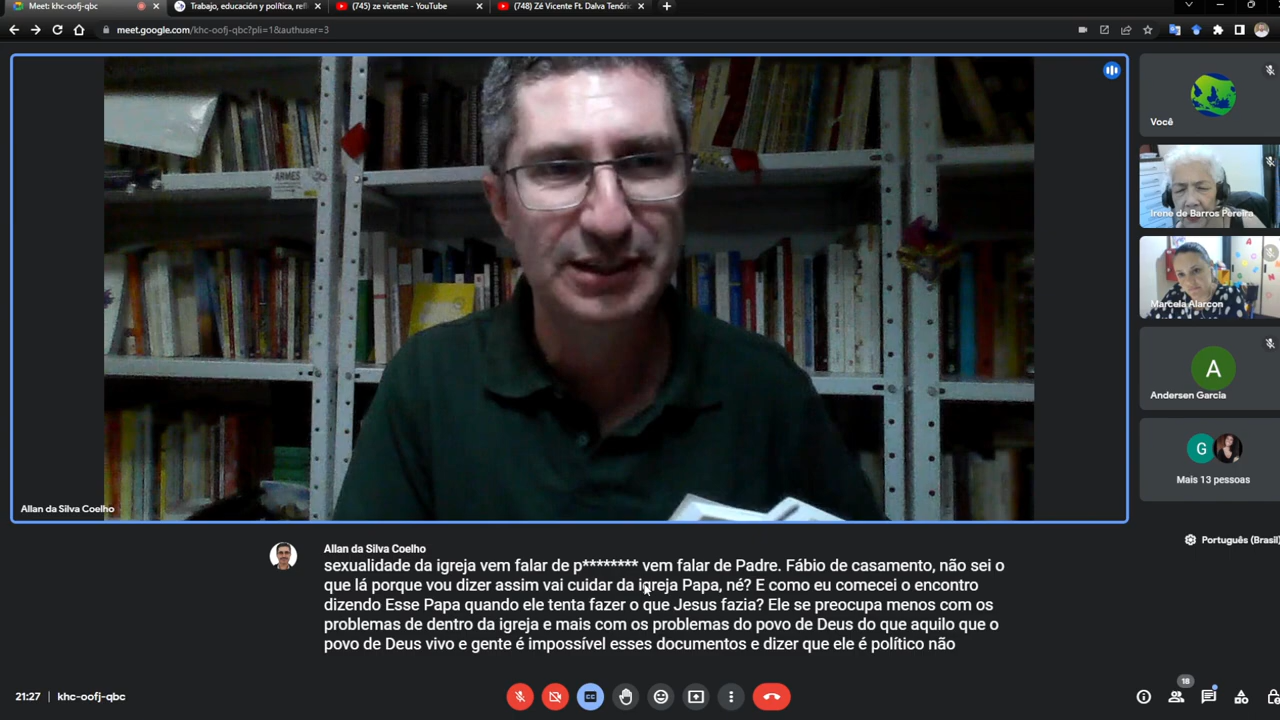 Meet: khc-oofj-qbc
Trabajo, educación y política, refl
(745) ze vicente - YouTube
(748) Zé Vicente Ft. Dalva Tenóri
meet.google.com/khc-oofj-qbc?pli=1&authuser=3
ARMES
Você
Irene de Barros Pereira
Marcela Alarcon
A
Andersen Garcia
G
Mais 13 pessoas
Allan da Silva Coelho
Português (Brasil)
Allan da Silva Coelho
sexualidade da igreja vem falar de p******** vem falar de Padre. Fábio de casamento, não sei o
que lá porque vou dizer assim vai cuidar da igreja Papa, né? E como eu comecei o encontro
dizendo Esse Papa quando ele tenta fazer o que Jesus fazia? Ele se preocupa menos com os
problemas de dentro da igreja e mais com os problemas do povo de Deus do que aquilo que o
povo de Deus vivo e gente é impossível esses documentos e dizer que ele é político não
21:27 | khc-oofj-qbc
CC
18